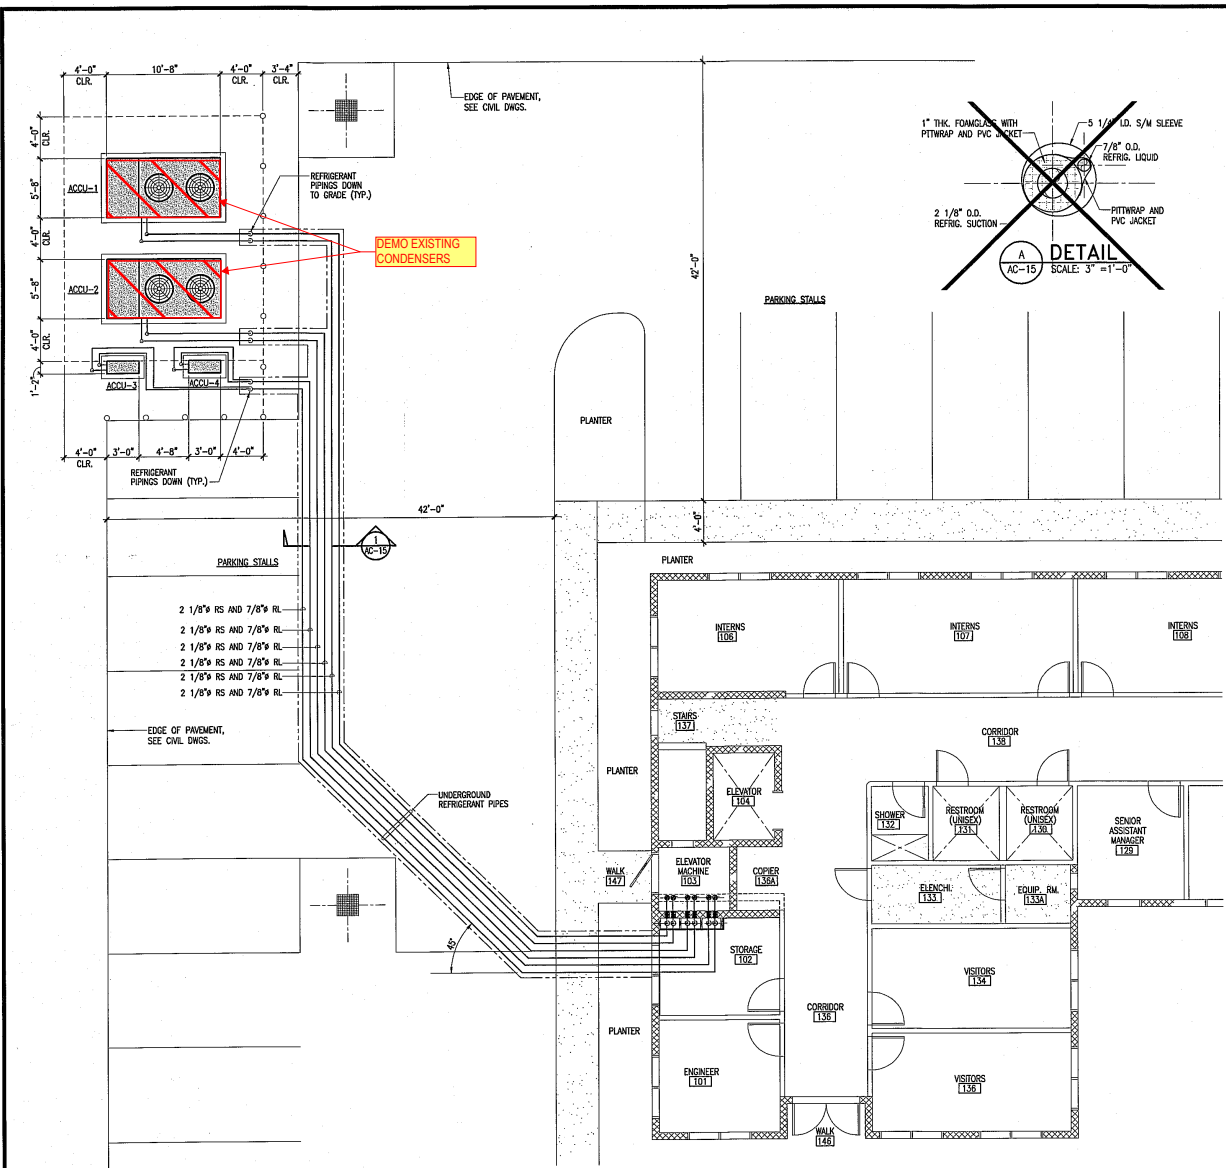 4'-0"
CLR.
10'-8"
4'-0"
CLR.
3'-4"
CLR.
EDGE OF PAVEMENT,
SEE CIVIL DWGS.
1" THK. FOAMGLASS WITH
PITTWRAP AND PVC JACKET
5 1/4" I.D. S/M SLEEVE
7/8" O.D.
REFRIG. LIQUID
2 1/8" O.D.
REFRIG. SUCTION
PITTWRAP AND
PVC JACKET
A
AC-15
DETAIL
SCALE: 3" =1'-0"
4'-0"
CLR.
5'-8"
4'-0"
CLR.
5'-8"
4'-0"
CLR.
1'-2"
ACCU-1
ACCU-2
ACCU-3
ACCU-4
REFRIGERANT
PIPINGS DOWN
TO GRADE (TYP.)
DEMO EXISTING
CONDENSERS
42'-0"
PARKING STALLS
PLANTER
4'-0"
CLR.
3'-0"
4'-8"
3'-0"
4'-0"
REFRIGERANT
PIPINGS DOWN (TYP.)
42'-0"
4'-0"
1
AC-15
PARKING STALLS
PLANTER
2 1/8"ø RS AND 7/8"ø RL
2 1/8"ø RS AND 7/8"ø RL
2 1/8"ø RS AND 7/8"ø RL
2 1/8"ø RS AND 7/8"ø RL
2 1/8"ø RS AND 7/8"ø RL
2 1/8"ø RS AND 7/8"ø RL
INTERNS
106
INTERNS
107
INTERNS
108
STAIRS
137
EDGE OF PAVEMENT,
SEE CIVIL DWGS.
CORRIDOR
138
PLANTER
UNDERGROUND
REFRIGERANT PIPES
ELEVATOR
104
SHOWER
132
RESTROOM
(UNISEX)
131
RESTROOM
(UNISEX)
130
SENIOR
ASSISTANT
MANAGER
129
WALK
147
ELEVATOR
MACHINE
103
COPIER
136A
ELENCHI.
133
EQUIP. RM.
133A
45°
STORAGE
102
VISITORS
134
CORRIDOR
136
PLANTER
ENGINEER
101
VISITORS
136
WALK
146